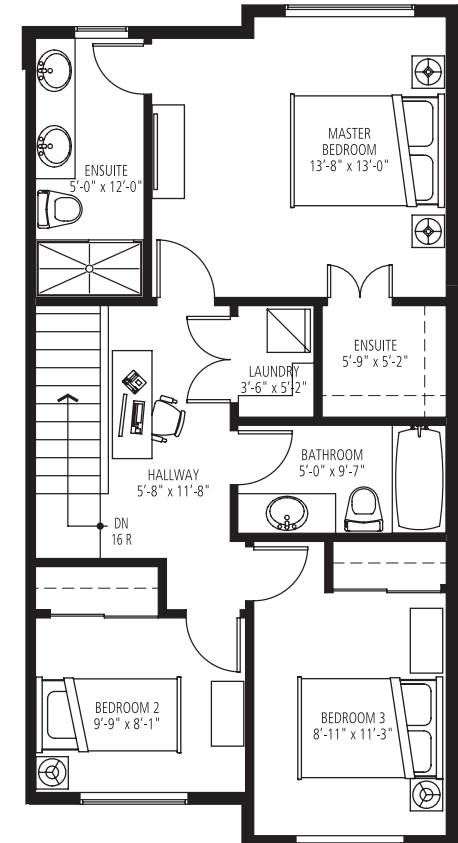 MASTER
BEDROOM
13'-8" x 13'-0"
ENSUITE
5'-0" x 12'-0"
ENSUITE
5'-9" x 5'-2"
LAUNDRY
3'-6" x 5'-2"
BATHROOM
5'-0" x 9'-7"
HALLWAY
5'-8" x 11'-8"
DN
16 R
BEDROOM 2
9'-9" x 8'-1"
BEDROOM 3
8'-11" x 11'-3"